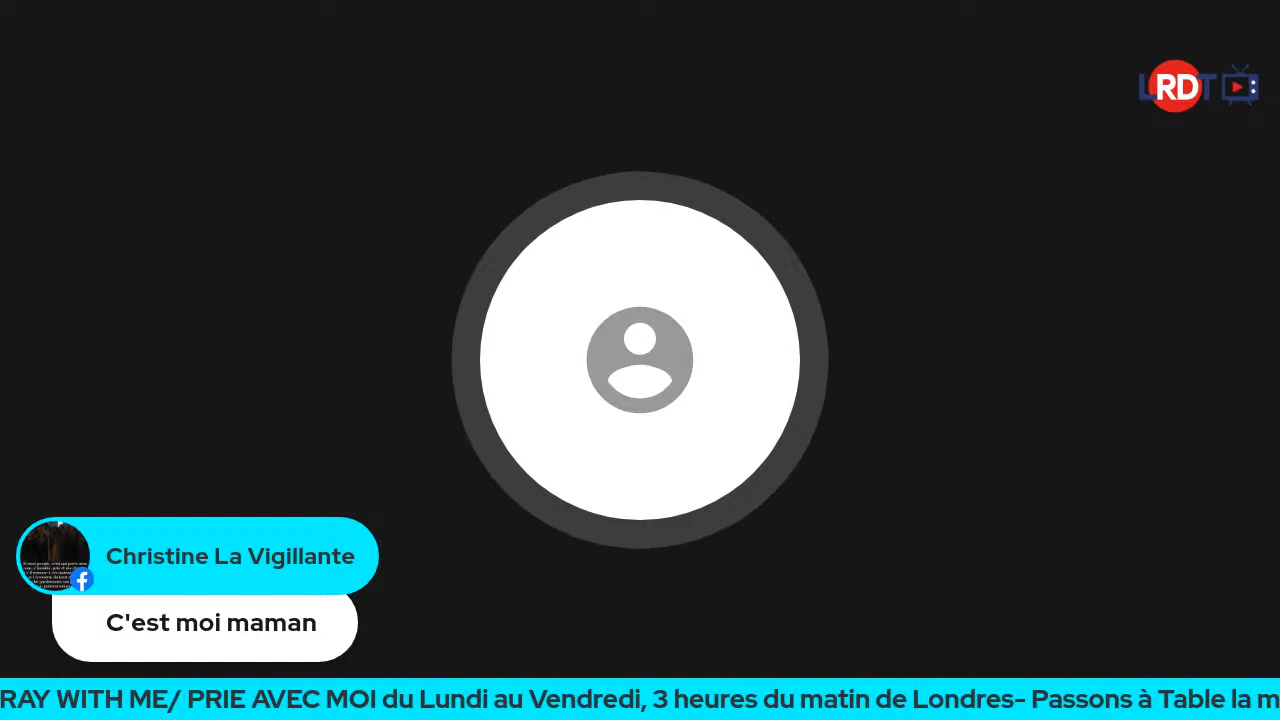 LRDT
Christine La Vigillante
C'est moi maman
RAY WITH ME/ PRIE AVEC MOI du Lundi au Vendredi, 3 heures du matin de Londres- Passons à Table la m